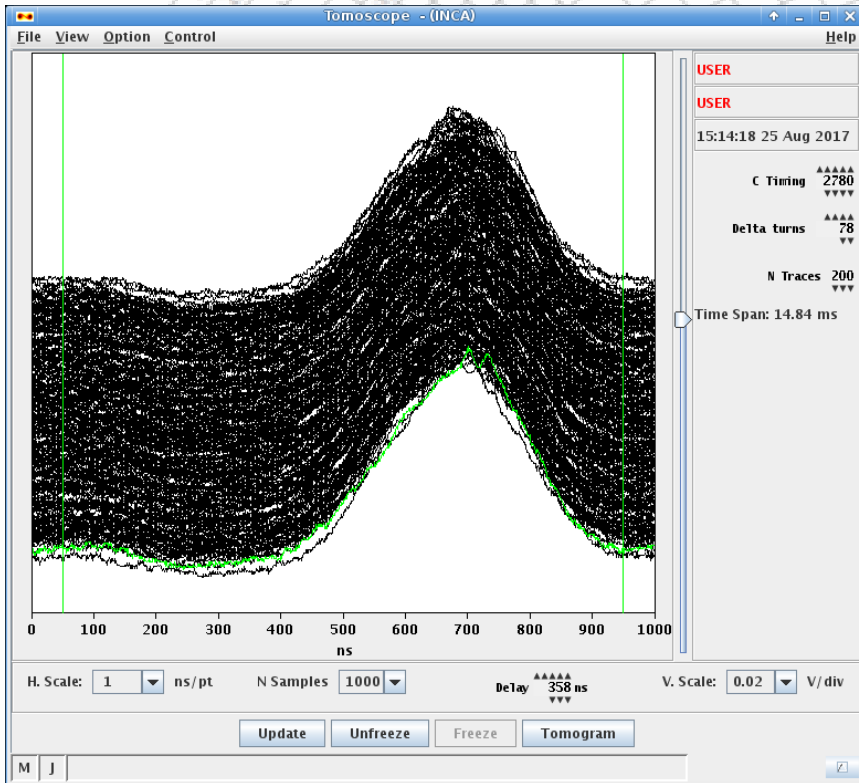 Tomoscope - (INCA)
File View Option Control Help
USER
USER
15:14:18 25 Aug 2017
C Timing 2780
Delta turns 78
N Traces 200
Time Span: 14.84 ms
0 100 200 300 400 500 600 700 800 900 1000
ns
H. Scale: 1 ns/pt N Samples 1000 Delay 358 ns V. Scale: 0.02 V/div
Update Unfreeze Freeze Tomogram
M J